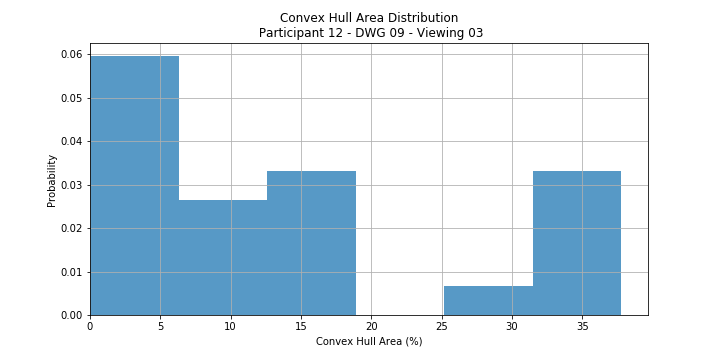 Convex Hull Area Distribution
Participant 12 - DWG 09 - Viewing 03
0.06
0.05
0.04
0.03
0.02
0.01
0.00
Probability
0 5 10 15 20 25 30 35
Convex Hull Area (%)